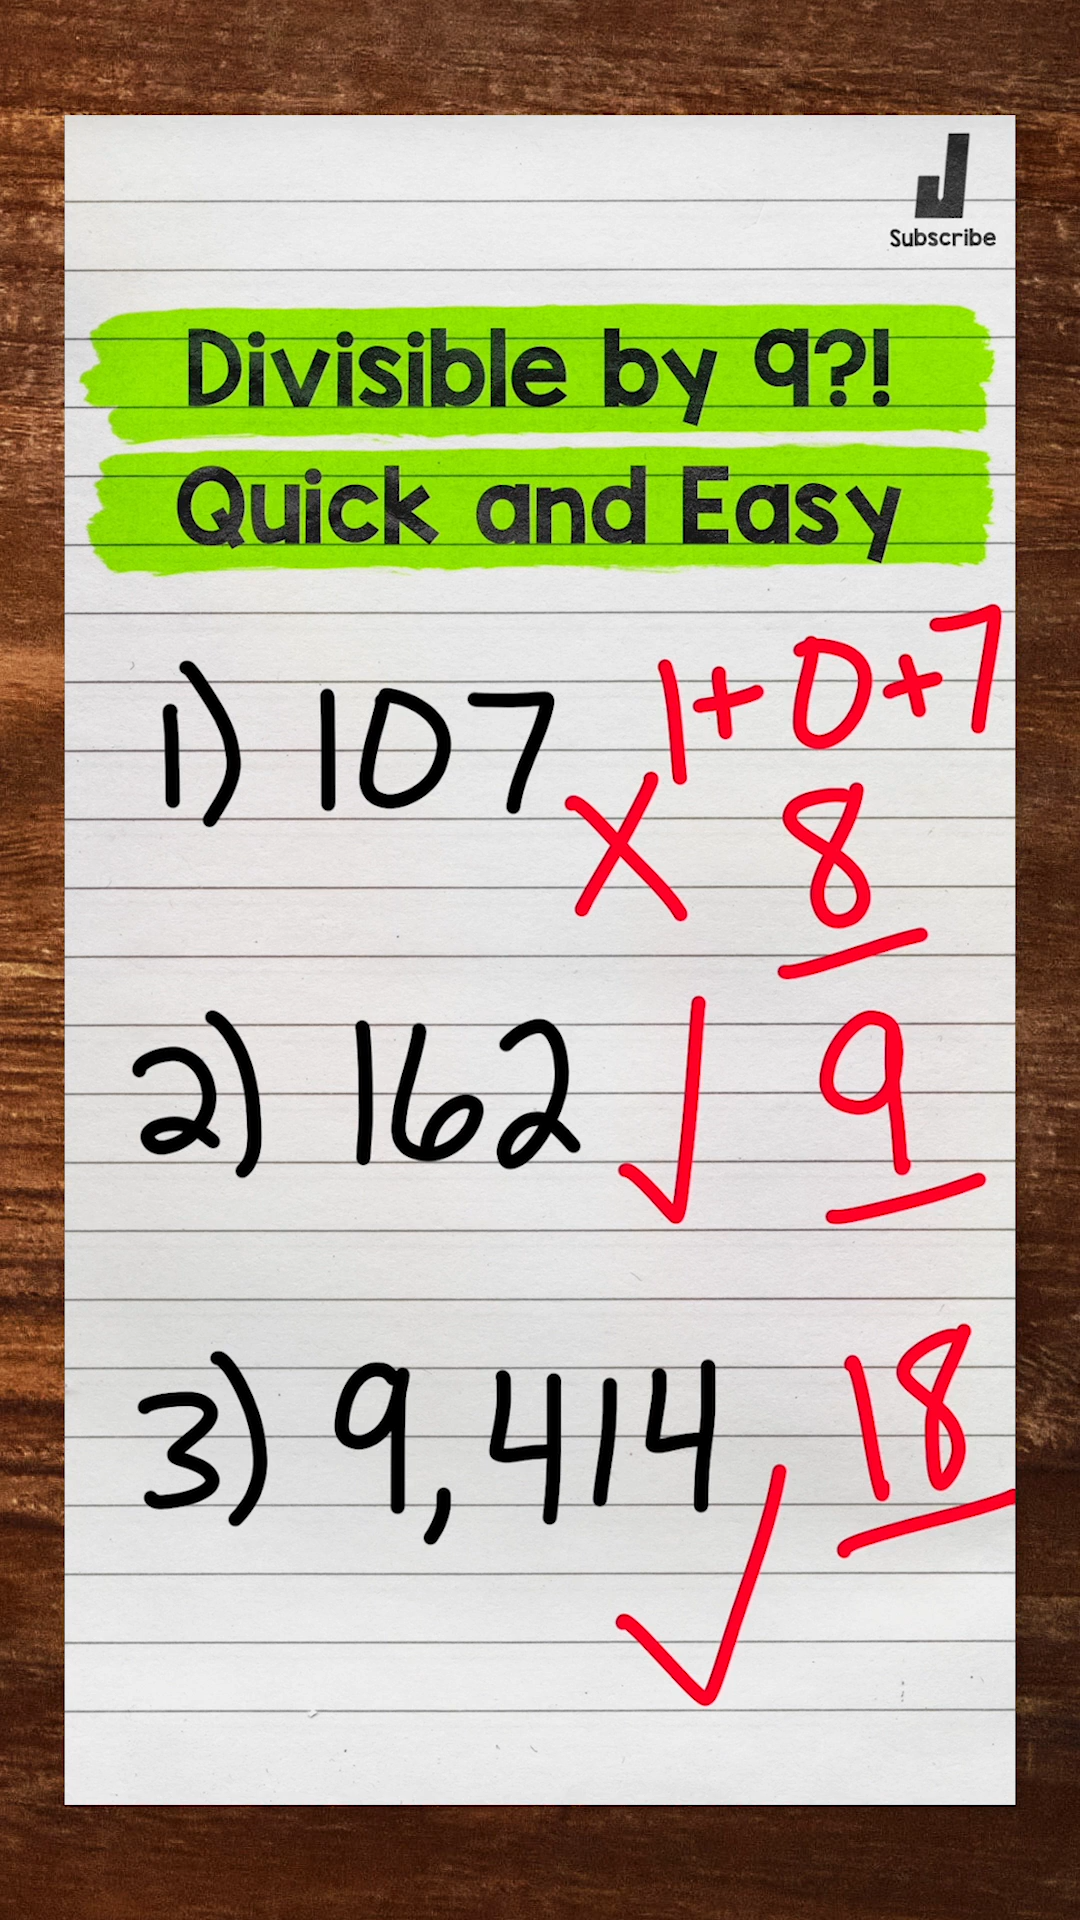 Subscribe
Divisible by 9?!
Quick and Easy
1) 107 1+0+7
X 8
2) 162 ✓ 9
3) 9,414 ✓ 18